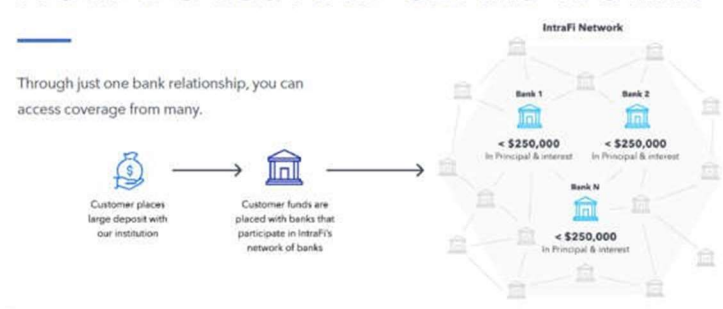 Through just one bank relationship, you can
access coverage from many.
$
Customer places
large deposit with
our institution
Customer funds are
placed with banks that
participate in IntraFi's
network of banks
IntraFi Network
Bank 1
< $250,000
In Principal & interest
Bank 2
< $250,000
In Principal & interest
Bank N
< $250,000
In Principal & interest